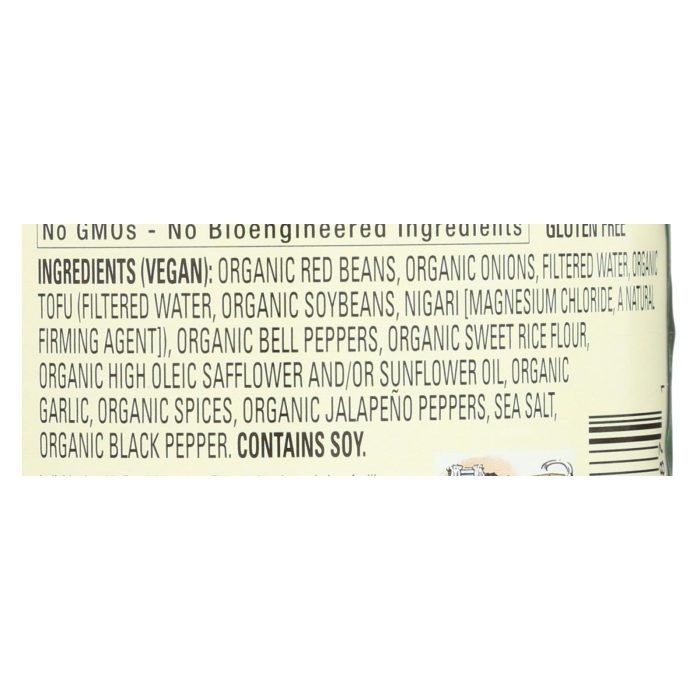 No GMOs - No Bioengineered Ingredients GLUTEN FREE
INGREDIENTS (VEGAN): ORGANIC RED BEANS, ORGANIC ONIONS, FILTERED WATER, ORGANIC
TOFU (FILTERED WATER, ORGANIC SOYBEANS, NIGARI [MAGNESIUM CHLORIDE, A NATURAL
FIRMING AGENT]), ORGANIC BELL PEPPERS, ORGANIC SWEET RICE FLOUR,
ORGANIC HIGH OLEIC SAFFLOWER AND/OR SUNFLOWER OIL, ORGANIC
GARLIC, ORGANIC SPICES, ORGANIC JALAPEÑO PEPPERS, SEA SALT,
ORGANIC BLACK PEPPER. CONTAINS SOY.